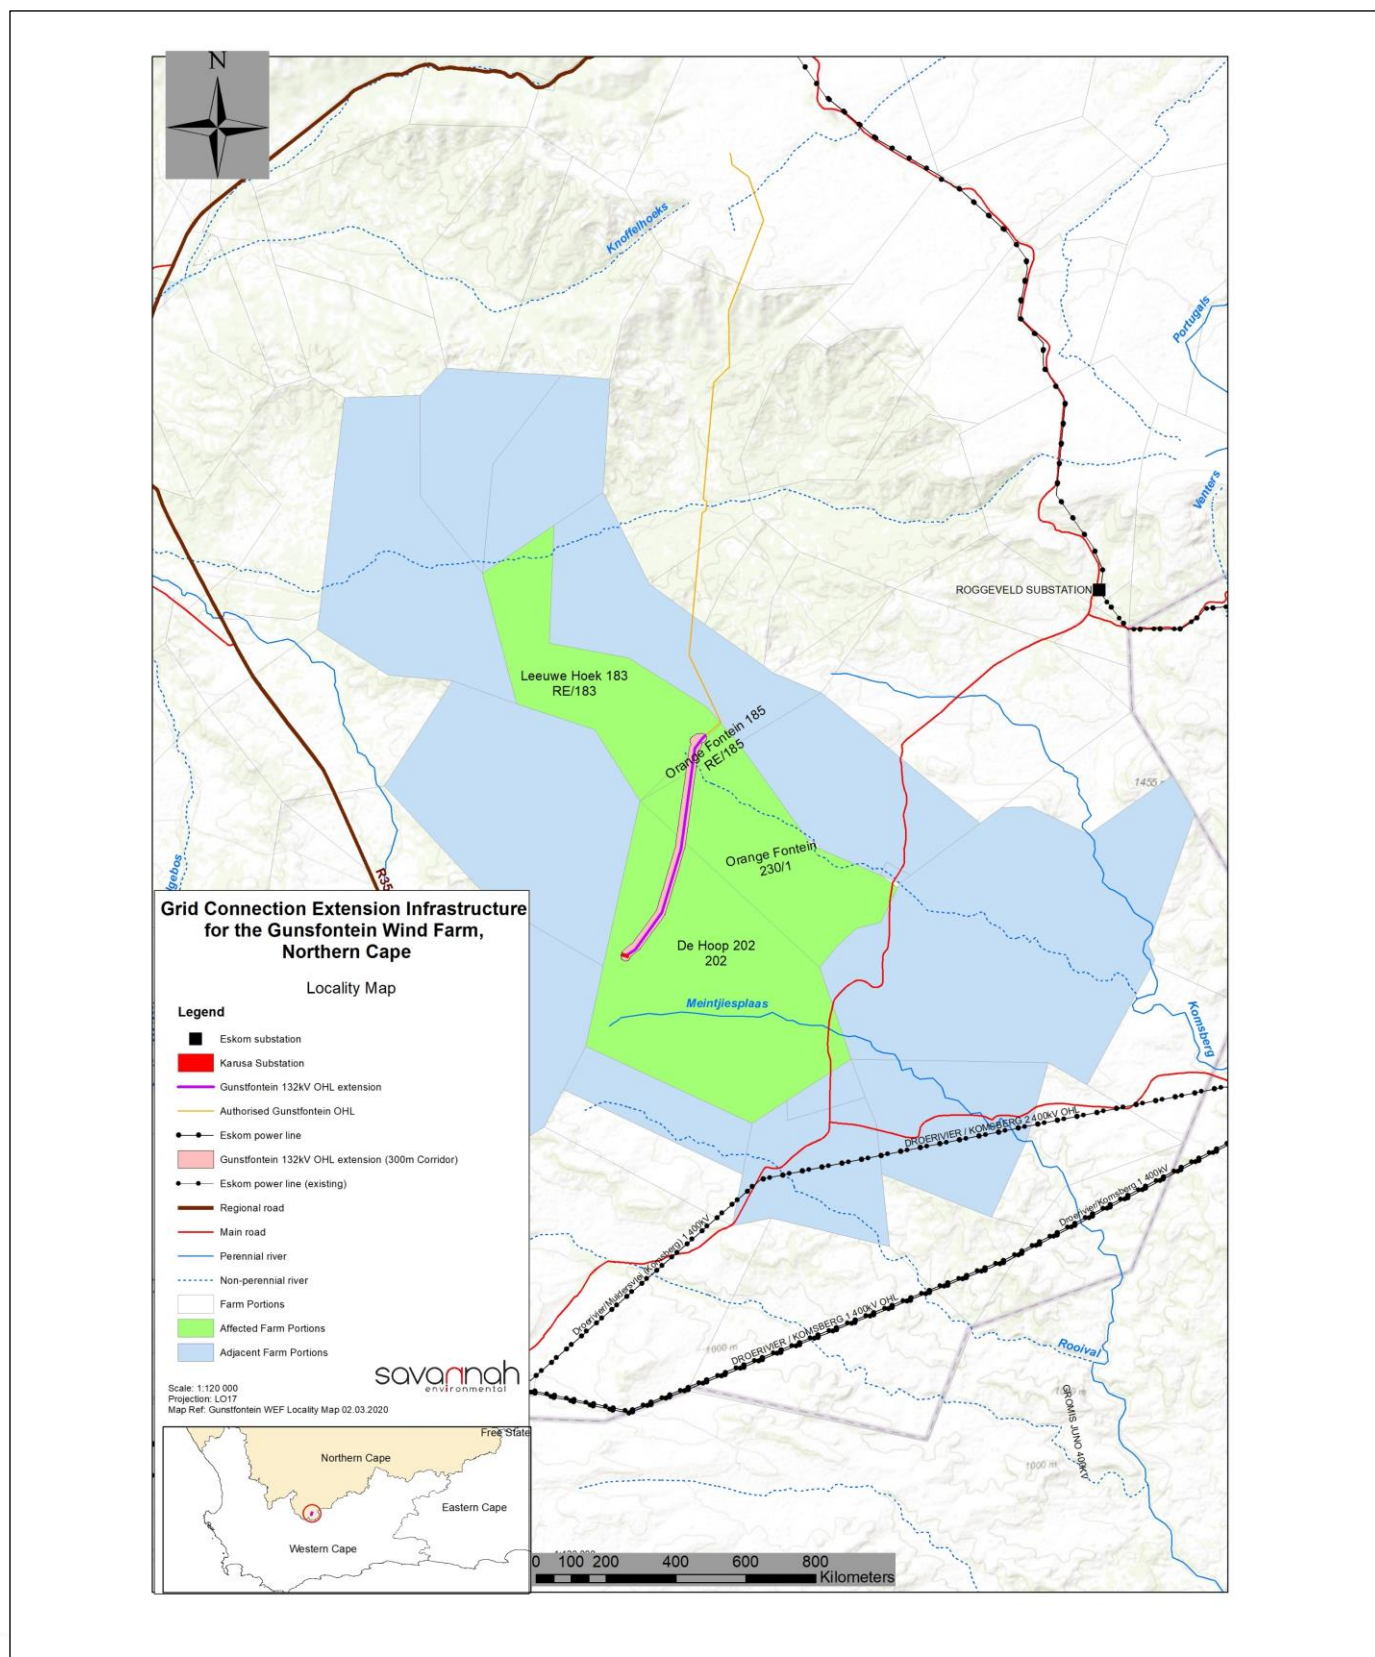 N
Knoffelhoeks
Portugals
Venters
ROGGEVELD SUBSTATION
Leeuwe Hoek 183
RE/183
Orange Fontein 185
RE/185
1455 m
Orange Fontein
230/1
R35
De Hoop 202
202
Meintjiesplaas
Komsberg
DROERIVIER / KOMSBERG 2 400kV OHL
Droerivier/Komsberg 1 400kV
Droerivier/Muldersvlei (Komsberg) 1 400kV
DROERIVIER / KOMSBERG 1 400kV OHL
1000 m
Rooival
GROMIS JUNO 400kV
1000 m
Grid Connection Extension Infrastructure
for the Gunsfontein Wind Farm,
Northern Cape
Locality Map
Legend
Eskom substation
Karusa Substation
Gunstfontein 132kV OHL extension
Authorised Gunstfontein OHL
Eskom power line
Gunstfontein 132kV OHL extension (300m Corridor)
Eskom power line (existing)
Regional road
Main road
Perennial river
Non-perennial river
Farm Portions
Affected Farm Portions
Adjacent Farm Portions
savannah
environmental
Scale: 1:120 000
Projection: LO17
Map Ref: Gunstfontein WEF Locality Map 02.03.2020
Free State
Northern Cape
Eastern Cape
Western Cape
0 100 200 400 600 800
Kilometers